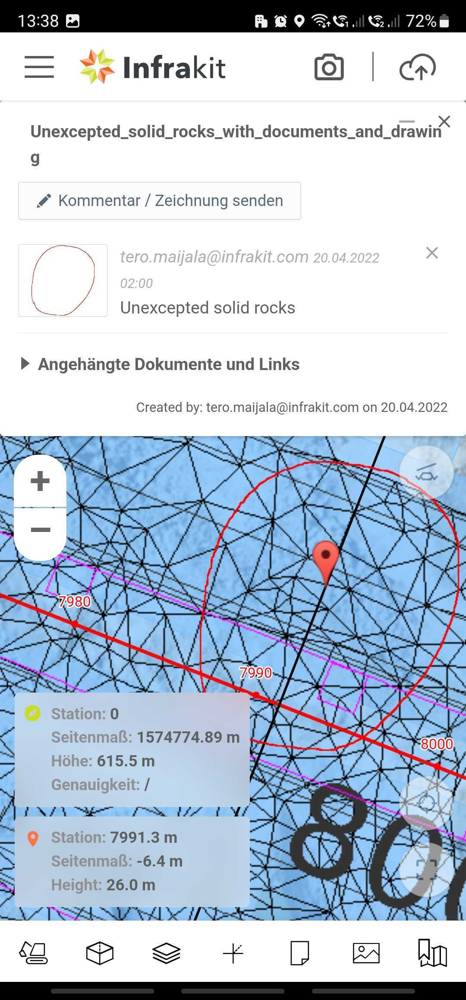 13:38
1 2 72%
Infrakit
Unexcepted_solid_rocks_with_documents_and_drawin
g
Kommentar / Zeichnung senden
tero.maijala@infrakit.com 20.04.2022
02:00
Unexcepted solid rocks
Angehängte Dokumente und Links
Created by: tero.maijala@infrakit.com on 20.04.2022
7980
7990
8000
Station: 0
Seitenmaß: 1574774.89 m
Höhe: 615.5 m
Genauigkeit: /
Station: 7991.3 m
Seitenmaß: -6.4 m
Height: 26.0 m